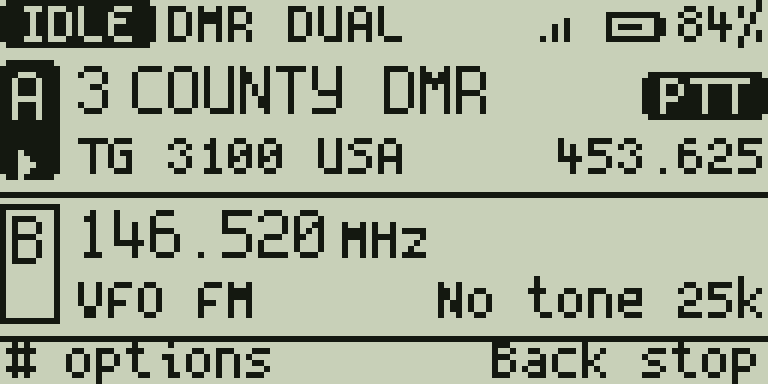 IDLE DMR DUAL 84%
A 3 COUNTY DMR PTT
TG 3100 USA 453.625
B 146.520 MHz
VFO FM No tone 25k
# options Back stop